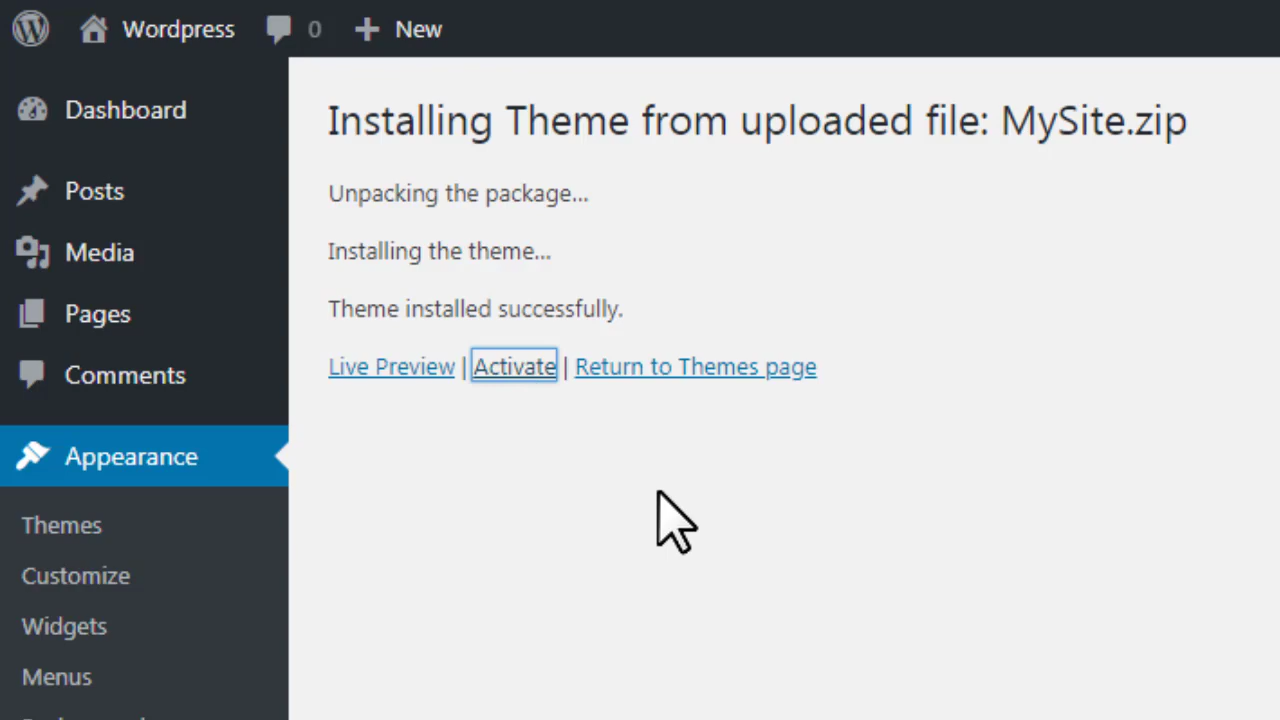 Wordpress 0 New
Dashboard
Posts
Media
Pages
Comments
Appearance
Themes
Customize
Widgets
Menus
Installing Theme from uploaded file: MySite.zip
Unpacking the package...
Installing the theme...
Theme installed successfully.
Live Preview | Activate | Return to Themes page